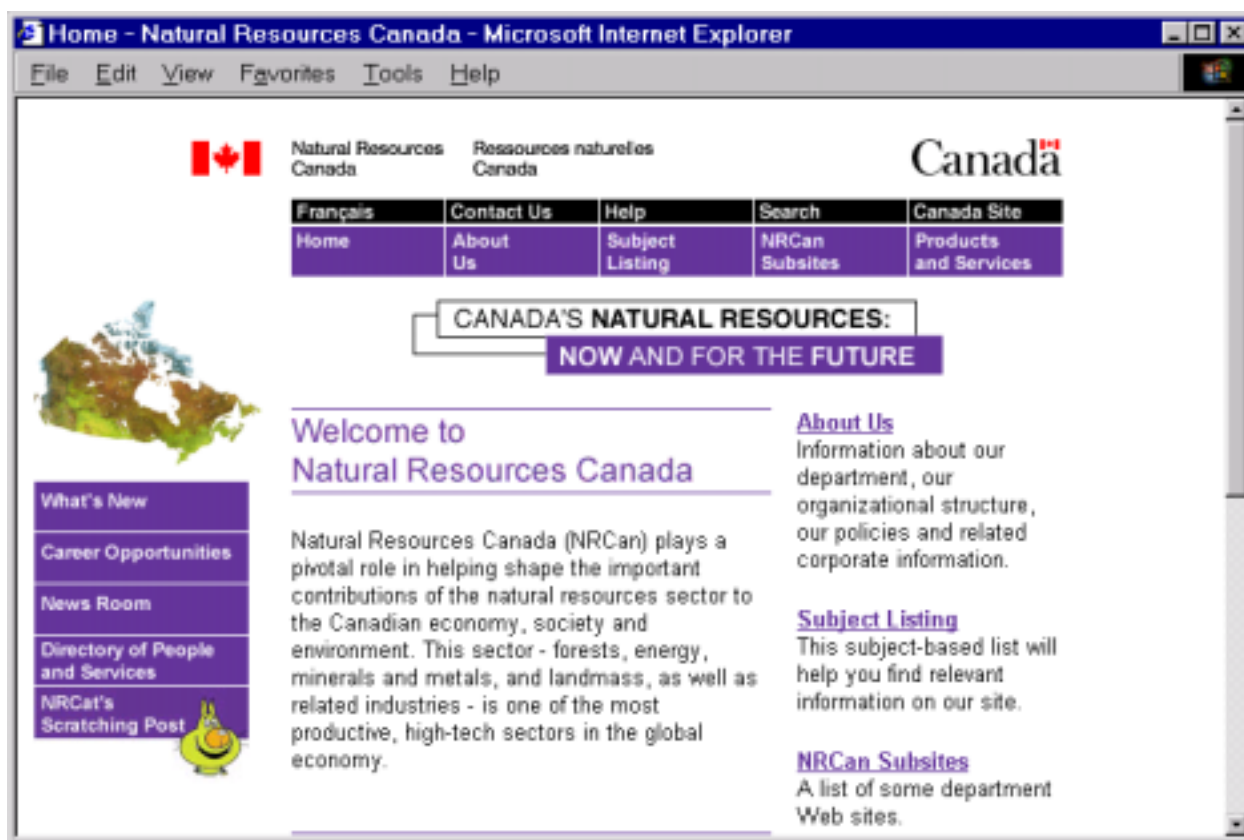 Home - Natural Resources Canada - Microsoft Internet Explorer
File Edit View Favorites Tools Help
Natural Resources Canada
Ressources naturelles Canada
Canada
Français Contact Us Help Search Canada Site
Home About Us Subject Listing NRCan Subsites Products and Services
CANADA'S NATURAL RESOURCES:
NOW AND FOR THE FUTURE
What's New
Career Opportunities
News Room
Directory of People
and Services
NRCat's
Scratching Post
Welcome to
Natural Resources Canada
Natural Resources Canada (NRCan) plays a
pivotal role in helping shape the important
contributions of the natural resources sector to
the Canadian economy, society and
environment. This sector - forests, energy,
minerals and metals, and landmass, as well as
related industries - is one of the most
productive, high-tech sectors in the global
economy.
About Us
Information about our
department, our
organizational structure,
our policies and related
corporate information.
Subject Listing
This subject-based list will
help you find relevant
information on our site.
NRCan Subsites
A list of some department
Web sites.